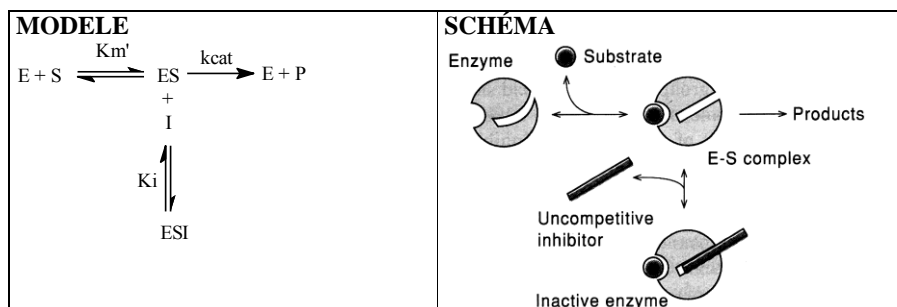 MODELE
Km'
kcat
E + S
ES
E + P
+
I
Ki
ESI
SCHÉMA
Enzyme
Substrate
Products
E-S complex
Uncompetitive
inhibitor
Inactive enzyme